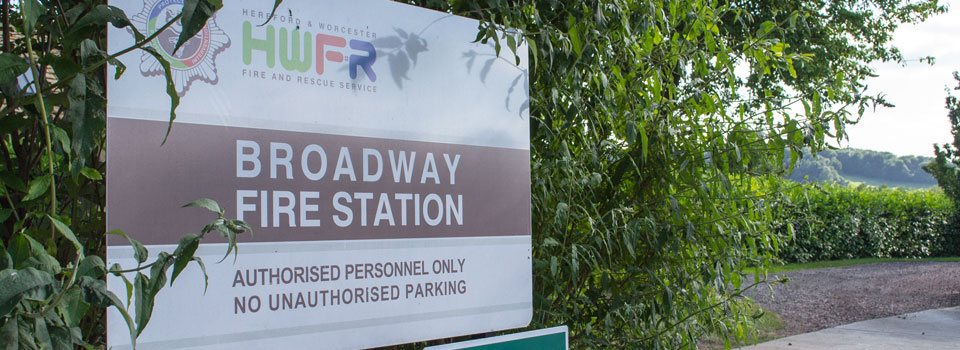 HEREFORD & WORCESTER
HWFR
FIRE AND RESCUE SERVICE
BROADWAY
FIRE STATION
AUTHORISED PERSONNEL ONLY
NO UNAUTHORISED PARKING